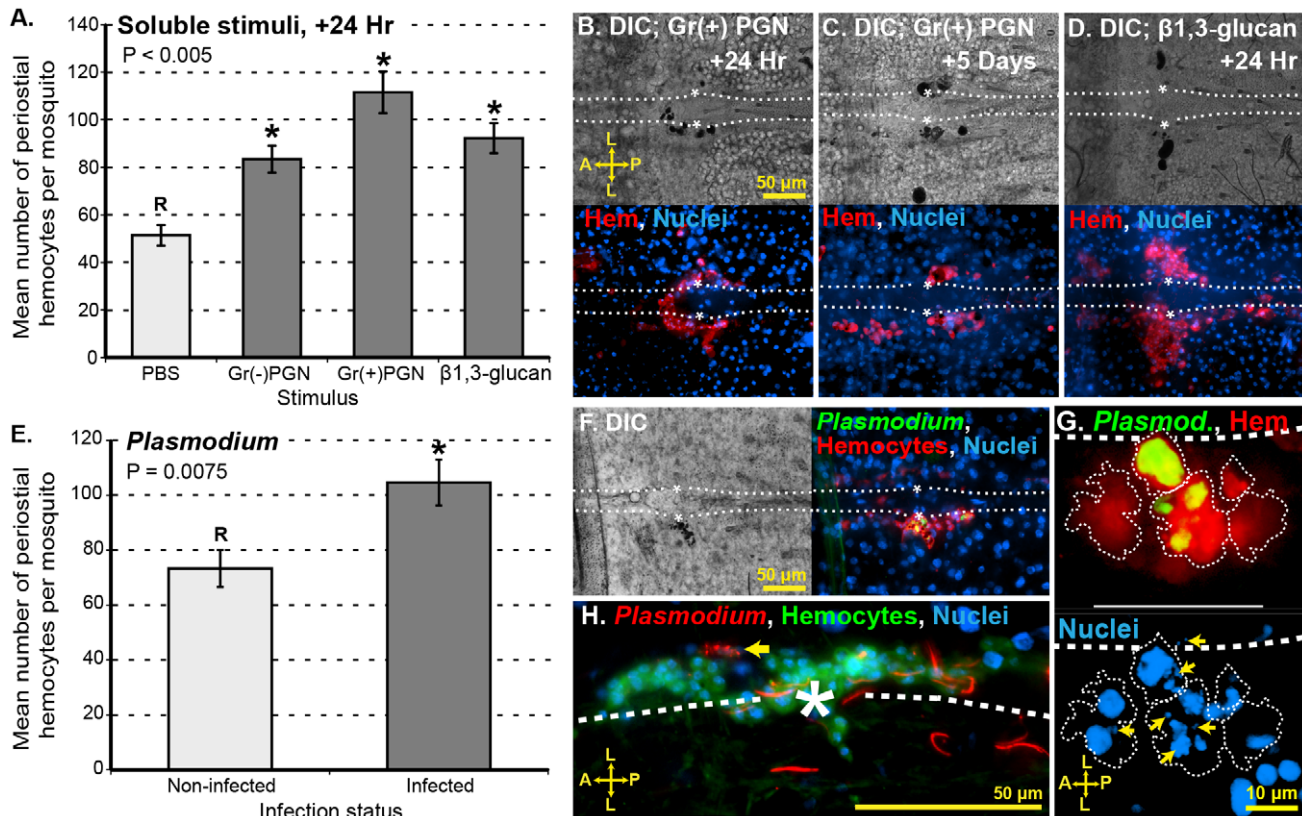 A.
Soluble stimuli, +24 Hr
P < 0.005
Mean number of periostial
hemocytes per mosquito
140
120
100
80
60
40
20
0
R
*
*
*
PBS
Gr(-)PGN
Gr(+)PGN
β1,3-glucan
Stimulus
B. DIC; Gr(+) PGN
+24 Hr
*
*
L
A P
L
50 µm
Hem, Nuclei
*
*
C. DIC; Gr(+) PGN
+5 Days
*
*
Hem, Nuclei
*
*
D. DIC; β1,3-glucan
+24 Hr
*
*
Hem, Nuclei
*
*
E.
Plasmodium
P = 0.0075
Mean number of periostial
hemocytes per mosquito
120
100
80
60
40
20
0
R
*
Non-infected
Infected
Infection status
F. DIC
*
*
50 µm
Plasmodium,
Hemocytes, Nuclei
*
*
G. Plasmod., Hem
Nuclei
L
A P
L
10 µm
H. Plasmodium, Hemocytes, Nuclei
*
L
A P
L
50 µm